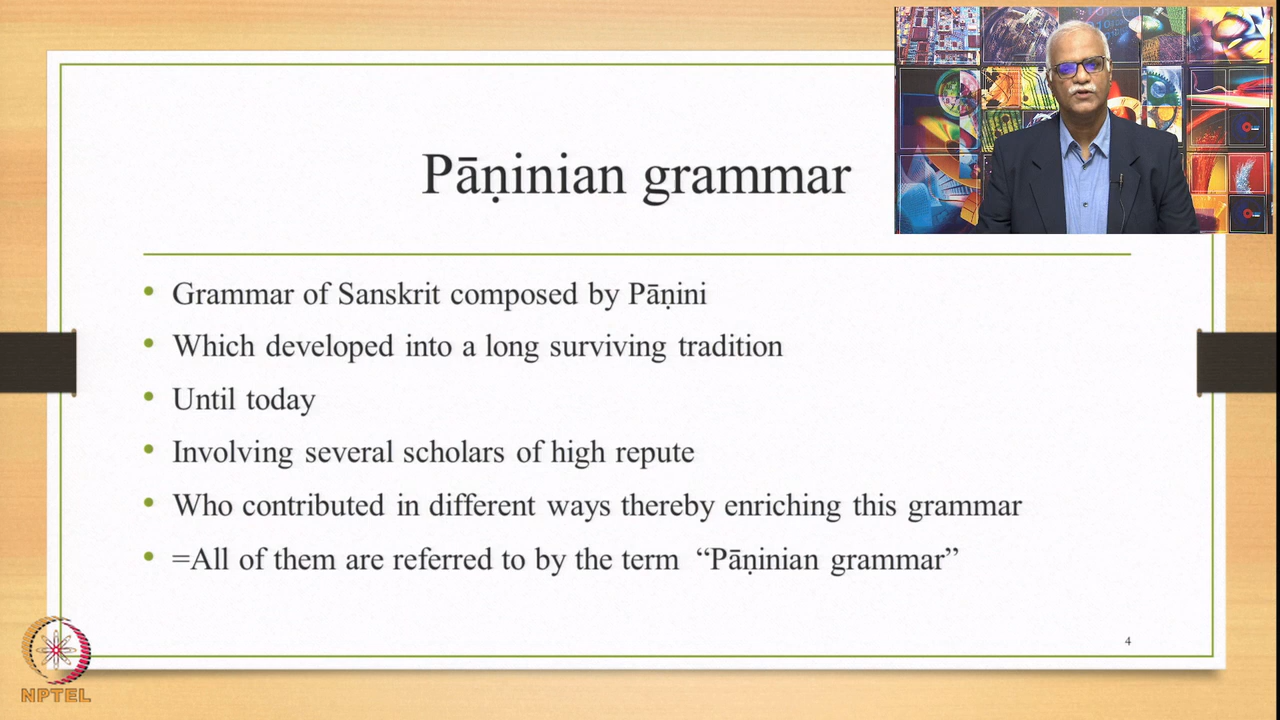 Pāṇinian grammar
• Grammar of Sanskrit composed by Pāṇini
• Which developed into a long surviving tradition
• Until today
• Involving several scholars of high repute
• Who contributed in different ways thereby enriching this grammar
• =All of them are referred to by the term “Pāṇinian grammar”
4
NPTEL